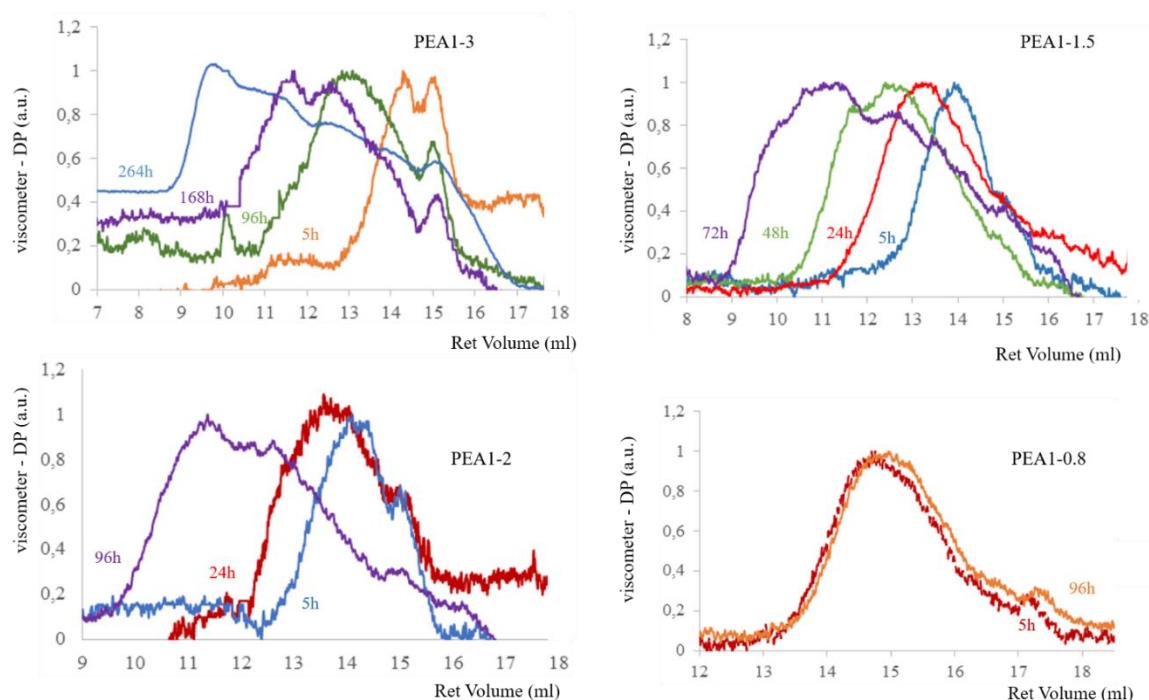 viscometer - DP (a.u.)
1,2
1
0,8
0,6
0,4
0,2
0
PEA1-3
264h
168h
96h
5h
7 8 9 10 11 12 13 14 15 16 17 18
Ret Volume (ml)
viscometer - DP (a.u.)
1,2
1
0,8
0,6
0,4
0,2
0
PEA1-1.5
72h
48h
24h
5h
8 9 10 11 12 13 14 15 16 17 18
Ret Volume (ml)
viscometer - DP (a.u.)
1,2
1
0,8
0,6
0,4
0,2
0
PEA1-2
96h
24h
5h
9 10 11 12 13 14 15 16 17
Ret Volume (ml)
viscometer - DP (a.u.)
1,2
1
0,8
0,6
0,4
0,2
0
PEA1-0.8
96h
5h
12 13 14 15 16 17 18
Ret Volume (ml)